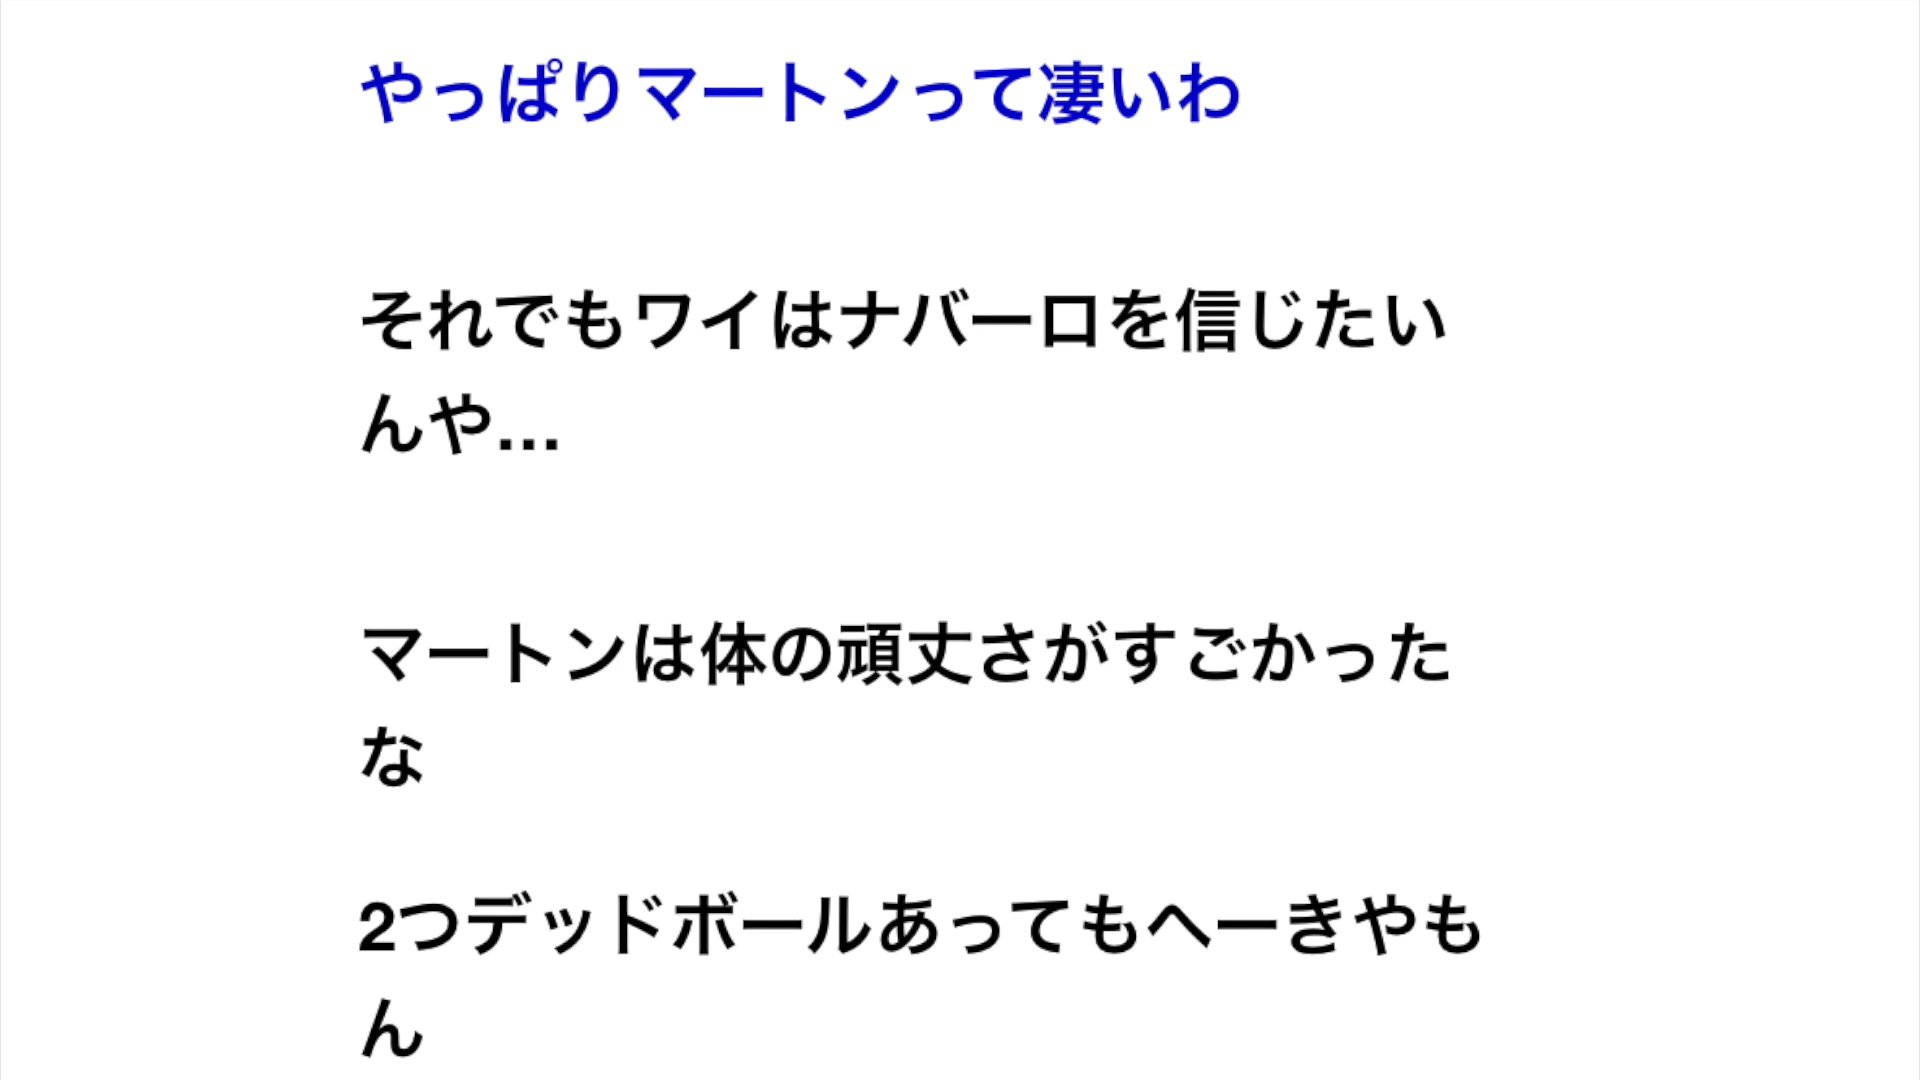 やっぱりマートンって凄いわ
それでもワイはナバーロを信じたい
んや…
マートンは体の頑丈さがすごかった
な
2つデッドボールあってもへーきやも
ん